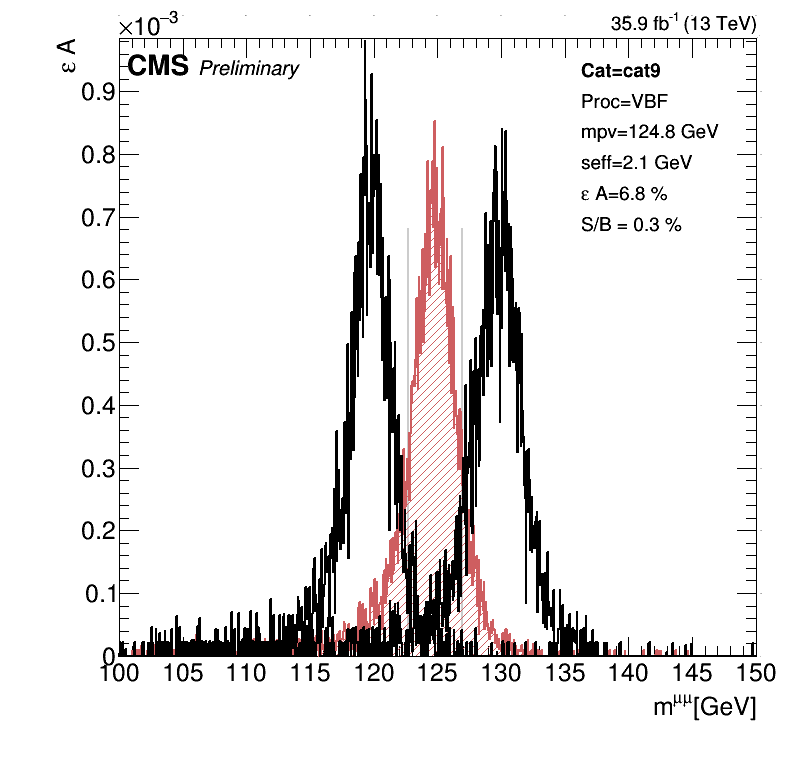 ×10⁻³
35.9 fb⁻¹ (13 TeV)
ε A
CMS Preliminary
Cat=cat9
Proc=VBF
mpv=124.8 GeV
seff=2.1 GeV
ε A=6.8 %
S/B = 0.3 %
0.9
0.8
0.7
0.6
0.5
0.4
0.3
0.2
0.1
0
100 105 110 115 120 125 130 135 140 145 150
m^μμ[GeV]